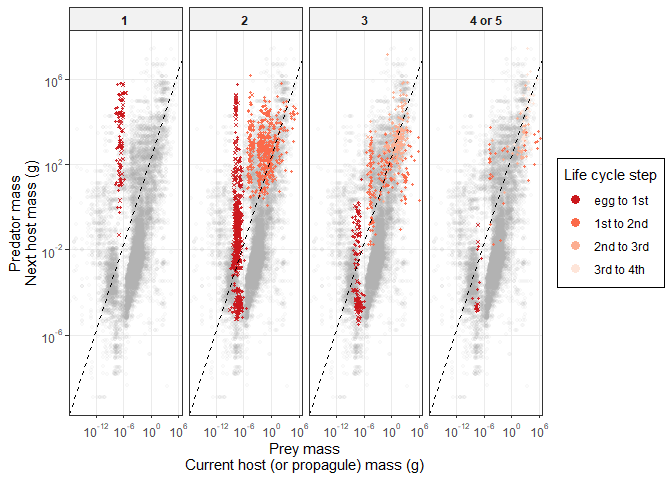 1 2 3 4 or 5
Predator mass
Next host mass (g)
10^6
10^2
10^-2
10^-6
10^-12 10^-6 10^0 10^6 10^-12 10^-6 10^0 10^6 10^-12 10^-6 10^0 10^6 10^-12 10^-6 10^0 10^6
Prey mass
Current host (or propagule) mass (g)
Life cycle step
egg to 1st
1st to 2nd
2nd to 3rd
3rd to 4th